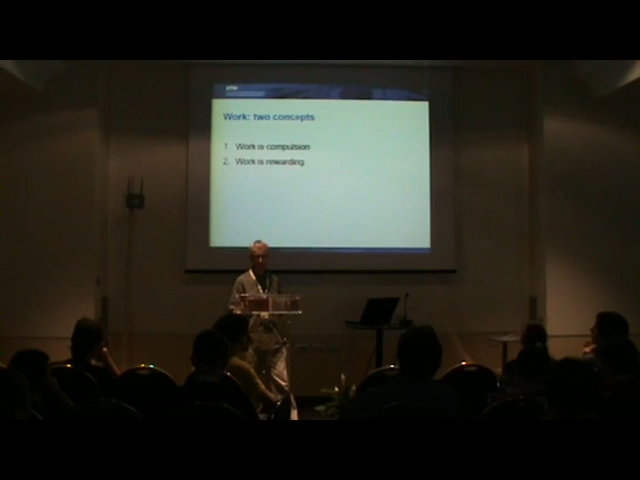 Work: two concepts
1. Work is compulsion
2. Work is rewarding